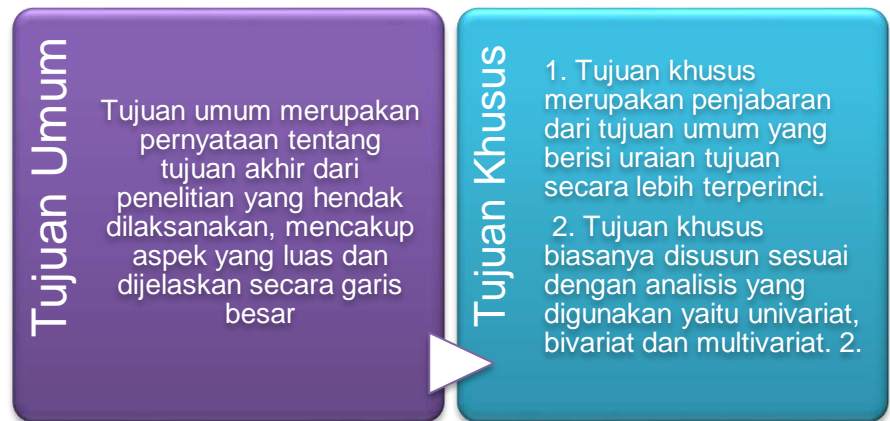 Tujuan Umum
Tujuan umum merupakan
pernyataan tentang
tujuan akhir dari
penelitian yang hendak
dilaksanakan, mencakup
aspek yang luas dan
dijelaskan secara garis
besar
Tujuan Khusus
1. Tujuan khusus
merupakan penjabaran
dari tujuan umum yang
berisi uraian tujuan
secara lebih terperinci.
2. Tujuan khusus
biasanya disusun sesuai
dengan analisis yang
digunakan yaitu univariat,
bivariat dan multivariat. 2.